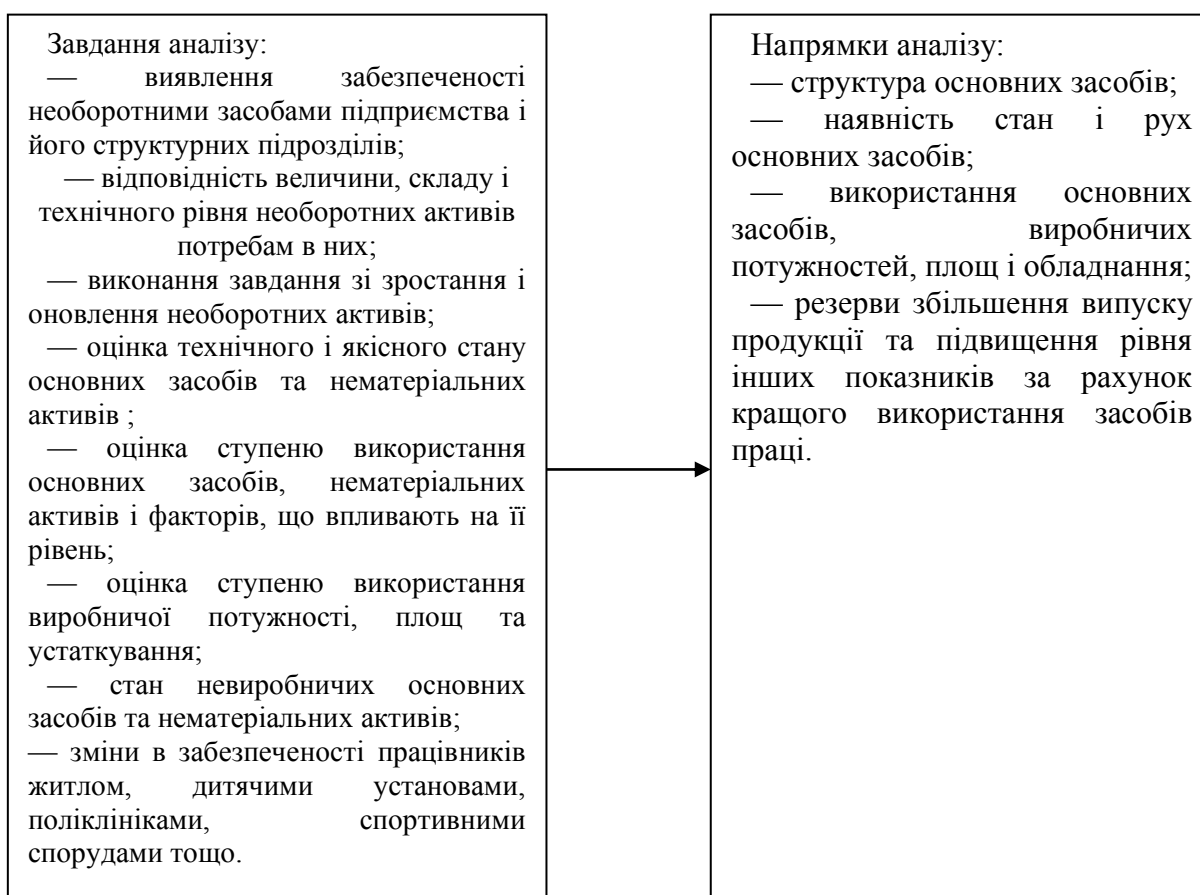 Завдання аналізу:
— виявлення забезпеченості
необоротними засобами підприємства і
його структурних підрозділів;
— відповідність величини, складу і
технічного рівня необоротних активів
потребам в них;
— виконання завдання зі зростання і
оновлення необоротних активів;
— оцінка технічного і якісного стану
основних засобів та нематеріальних
активів ;
— оцінка ступеню використання
основних засобів, нематеріальних
активів і факторів, що впливають на її
рівень;
— оцінка ступеню використання
виробничої потужності, площ та
устаткування;
— стан невиробничих основних
засобів та нематеріальних активів;
— зміни в забезпеченості працівників
житлом, дитячими установами,
поліклініками, спортивними
спорудами тощо.
Напрямки аналізу:
— структура основних засобів;
— наявність стан і рух
основних засобів;
— використання основних
засобів, виробничих
потужностей, площ і обладнання;
— резерви збільшення випуску
продукції та підвищення рівня
інших показників за рахунок
кращого використання засобів
праці.